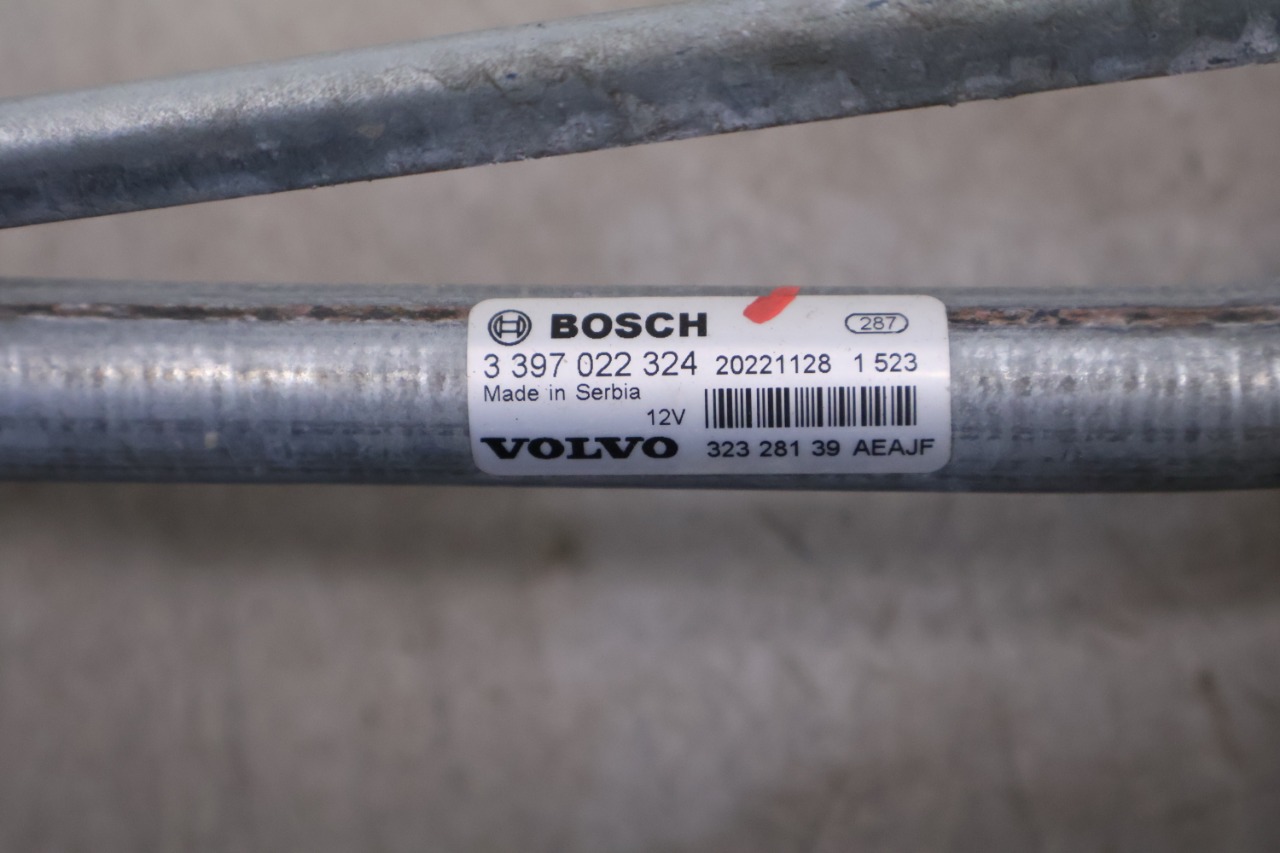 BOSCH 287
3 397 022 324 20221128 1 523
Made in Serbia
12V
VOLVO 323 281 39 AEAJF